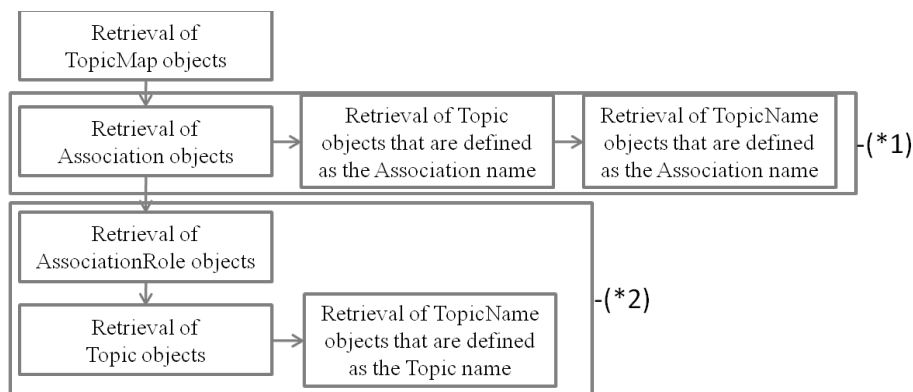 Retrieval of
TopicMap objects
Retrieval of
Association objects
Retrieval of Topic
objects that are defined
as the Association name
Retrieval of TopicName
objects that are defined
as the Association name
-(*1)
Retrieval of
AssociationRole objects
Retrieval of
Topic objects
Retrieval of TopicName
objects that are defined
as the Topic name
-(*2)